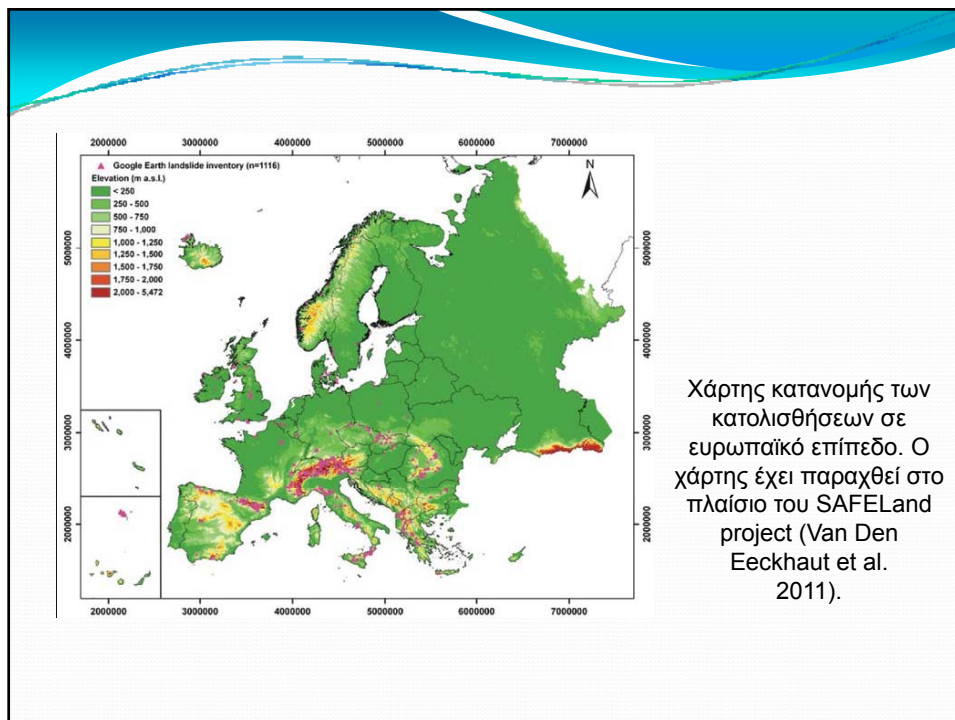 2000000 3000000 4000000 5000000 6000000 7000000
Google Earth landslide inventory (n=1116)
Elevation (m a.s.l.)
< 250
250 - 500
500 - 750
750 - 1,000
1,000 - 1,250
1,250 - 1,500
1,500 - 1,750
1,750 - 2,000
2,000 - 5,472
N
5000000
4000000
3000000
2000000
5000000
4000000
3000000
2000000
2000000 3000000 4000000 5000000 6000000 7000000
Χάρτης κατανομής των
κατολισθήσεων σε
ευρωπαϊκό επίπεδο. Ο
χάρτης έχει παραχθεί στο
πλαίσιο του SAFELand
project (Van Den
Eeckhaut et al.
2011).